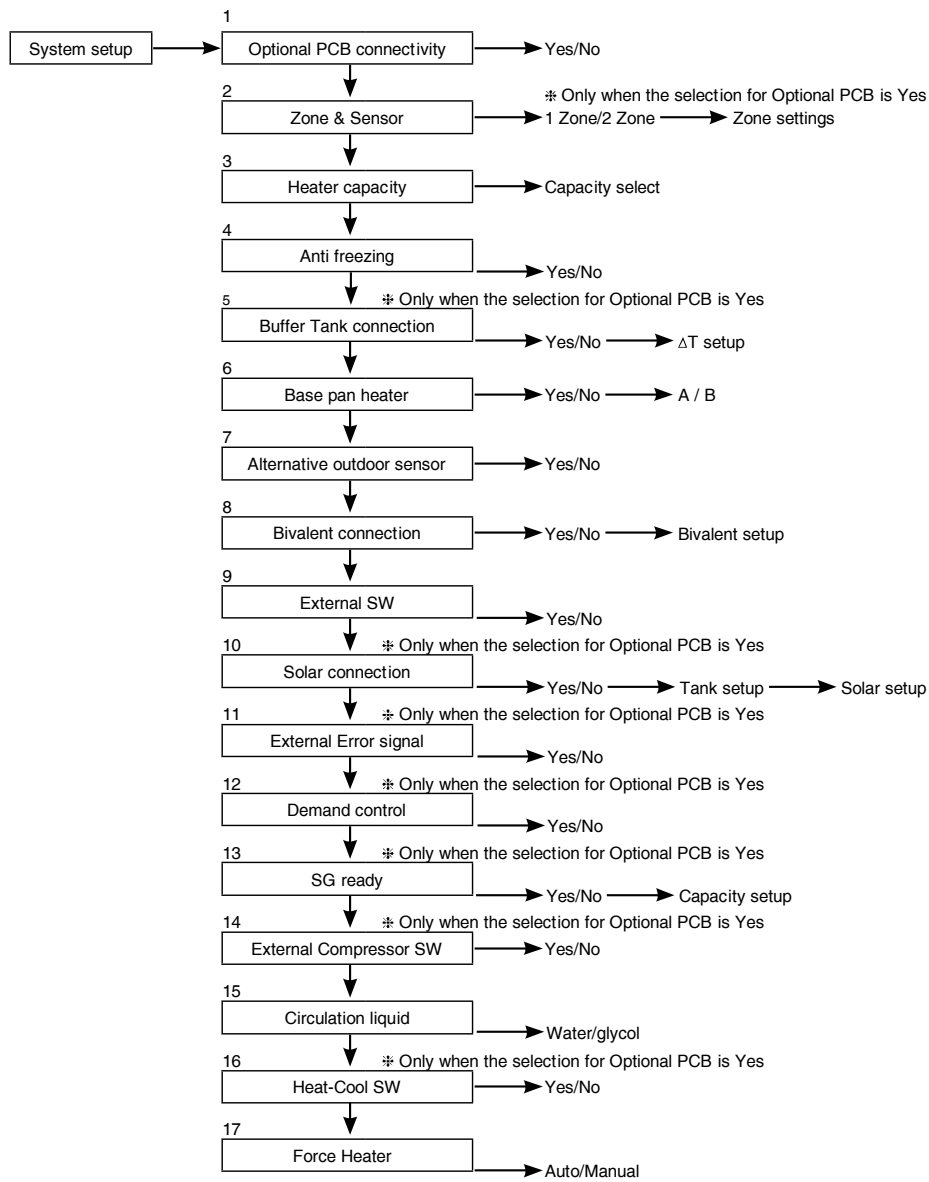 1
System setup Optional PCB connectivity Yes/No
2 ⁜ Only when the selection for Optional PCB is Yes
Zone & Sensor 1 Zone/2 Zone Zone settings
3
Heater capacity Capacity select
4
Anti freezing
Yes/No
5 ⁜ Only when the selection for Optional PCB is Yes
Buffer Tank connection
Yes/No ΔT setup
6
Base pan heater Yes/No A / B
7
Alternative outdoor sensor Yes/No
8
Bivalent connection Yes/No Bivalent setup
9
External SW
Yes/No
10 ⁜ Only when the selection for Optional PCB is Yes
Solar connection
Yes/No Tank setup Solar setup
11 ⁜ Only when the selection for Optional PCB is Yes
External Error signal
Yes/No
12 ⁜ Only when the selection for Optional PCB is Yes
Demand control
Yes/No
13 ⁜ Only when the selection for Optional PCB is Yes
SG ready
Yes/No Capacity setup
14 ⁜ Only when the selection for Optional PCB is Yes
External Compressor SW Yes/No
15
Circulation liquid
Water/glycol
16 ⁜ Only when the selection for Optional PCB is Yes
Heat-Cool SW Yes/No
17
Force Heater
Auto/Manual